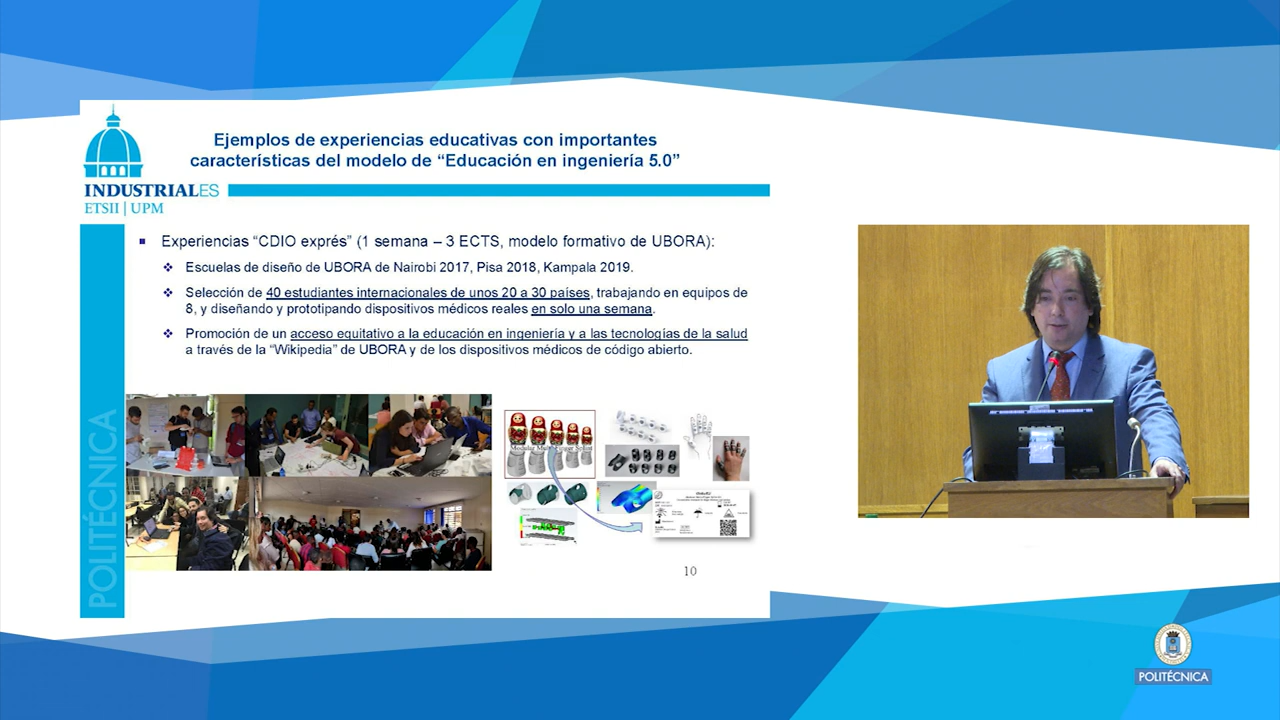 Ejemplos de experiencias educativas con importantes
características del modelo de “Educación en ingeniería 5.0”
INDUSTRIALES
ETSII | UPM
Experiencias “CDIO exprés” (1 semana – 3 ECTS, modelo formativo de UBORA):
Escuelas de diseño de UBORA de Nairobi 2017, Pisa 2018, Kampala 2019.
Selección de 40 estudiantes internacionales de unos 20 a 30 países, trabajando en equipos de
8, y diseñando y prototipando dispositivos médicos reales en solo una semana.
Promoción de un acceso equitativo a la educación en ingeniería y a las tecnologías de la salud
a través de la “Wikipedia” de UBORA y de los dispositivos médicos de código abierto.
POLITÉCNICA
Modular Multi Finger Splint
10
POLITÉCNICA